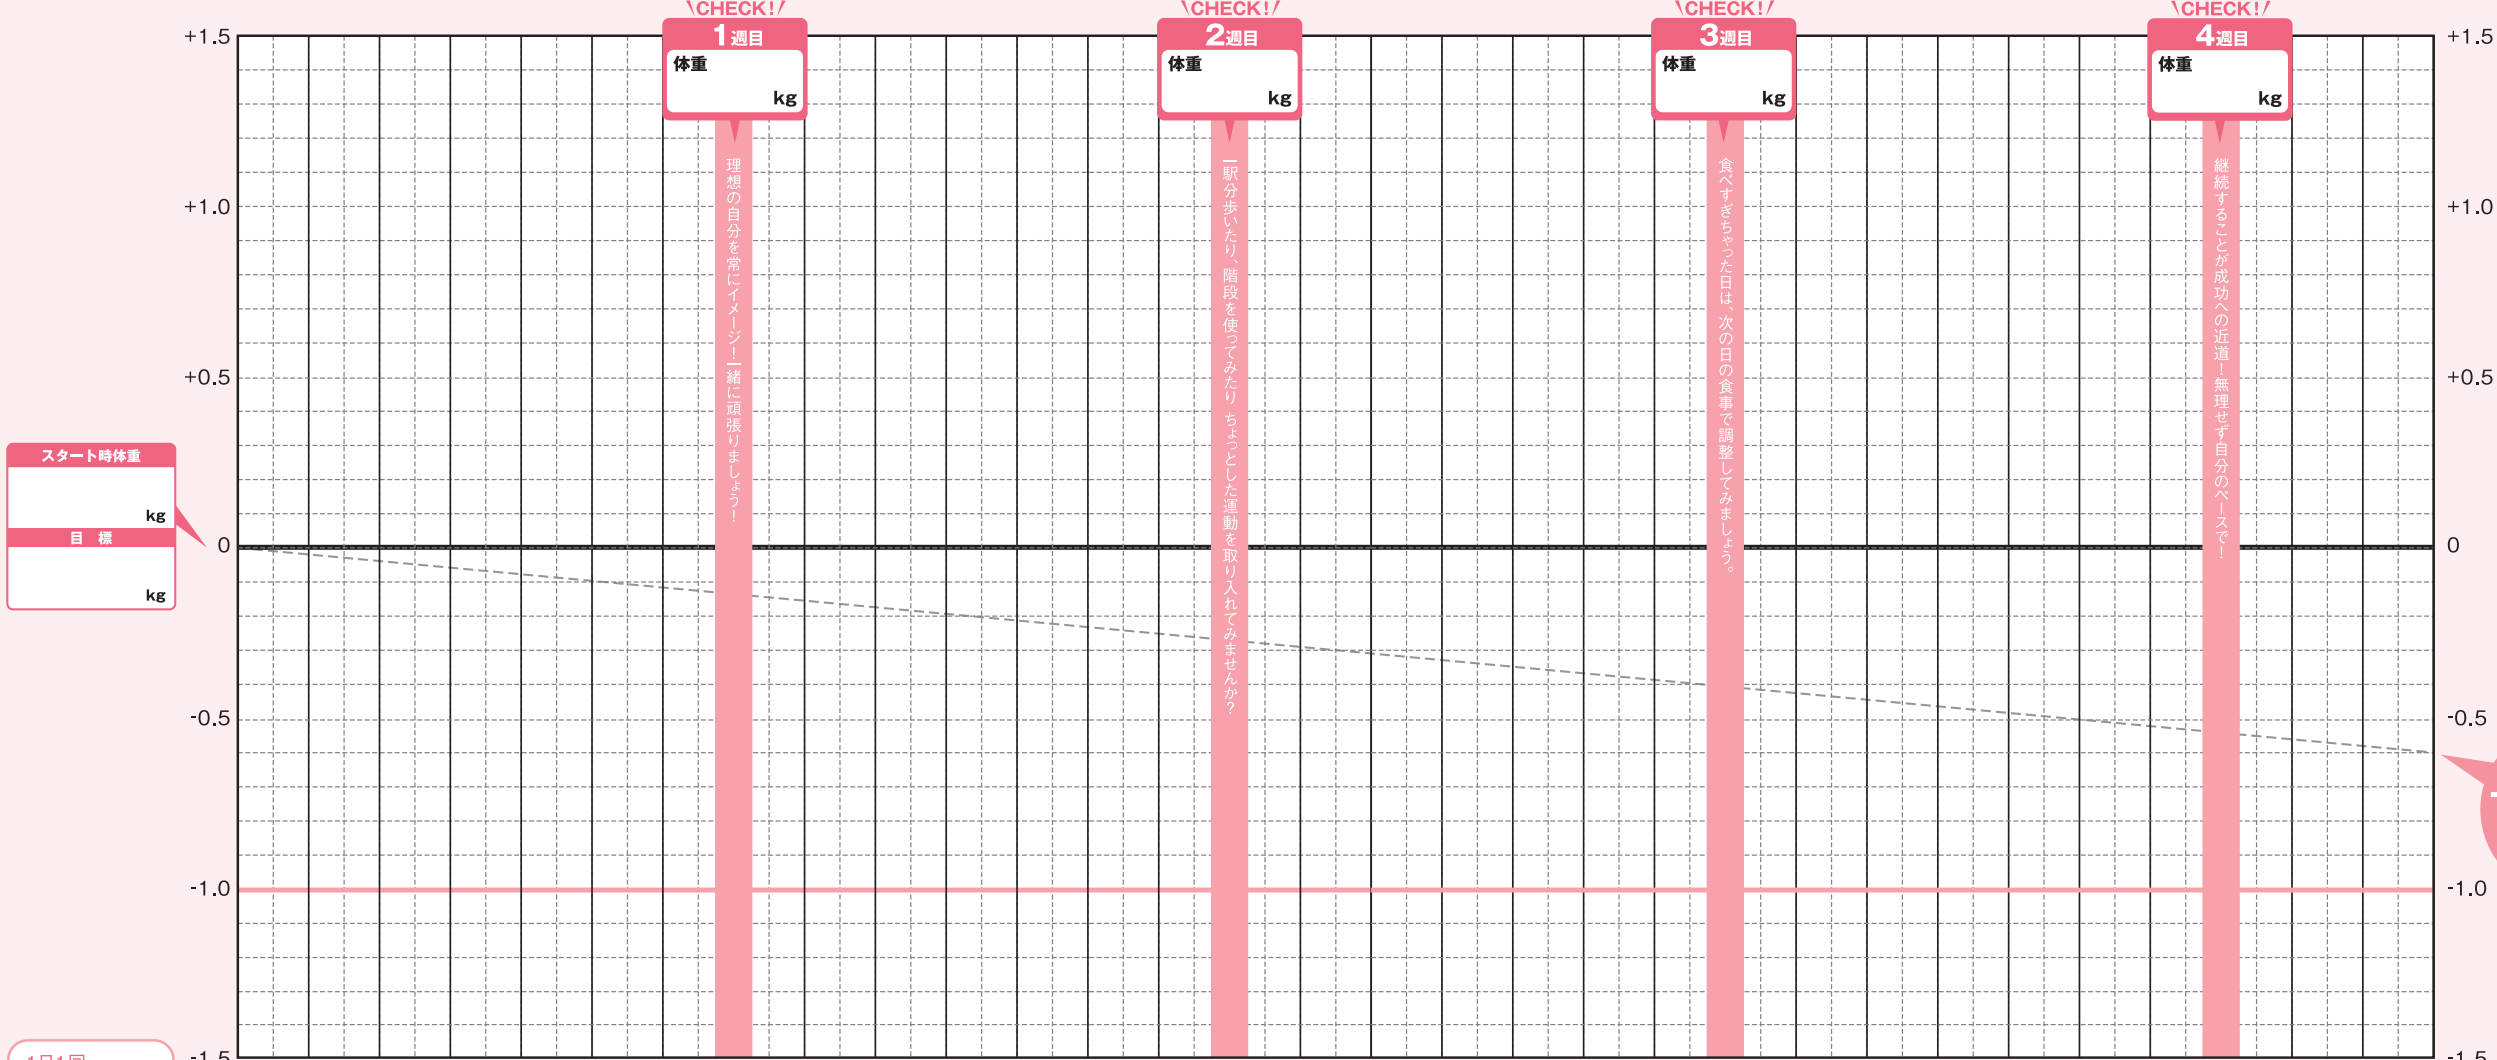 CHECK!
1週目
体重
kg
CHECK!
2週目
体重
kg
CHECK!
3週目
体重
kg
CHECK!
4週目
体重
kg
+1.5
+1.0
+0.5
0
-0.5
-1.0
-1.5
スタート時体重
kg
目 標
kg
理想の自分を常にイメージ!一緒に頑張りましょう!
一駅分歩いたり、階段を使ってみたり ちょっとした運動を取り入れてみませんか?
食べすぎちゃった日は、次の日の食事で調整してみましょう。
継続することが成功への近道!無理せず自分のペースで!
+1.5
+1.0
+0.5
0
-0.5
-1.0
-1.5
1日1回